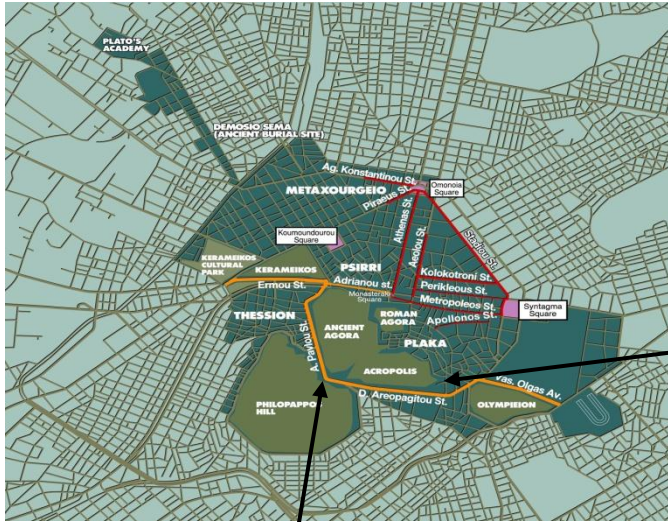 PLATO'S
ACADEMY
DEMOSIO SEMA
(ANCIENT BURIAL SITE)
Ag. Konstantinou St.
METAXOURGEIO
Omonoia
Square
Piraeus St.
Athenas St.
Aeolou St.
Stadiou St.
Koumoundourou
Square
KERAMEIKOS
CULTURAL
PARK
KERAMEIKOS
PSIRRI
Kolokotroni St.
Ermou St.
Adrianou st.
Perikleous St.
Monastiraki
Square
Metropoleos St.
Syntagma
Square
THESSION
ROMAN
AGORA
Apollonos St.
ANCIENT
AGORA
PLAKA
A. Pavlou St.
ACROPOLIS
Vas. Olgas Av.
PHILOPAPPOU
HILL
D. Areopagitou St.
OLYMPIEION